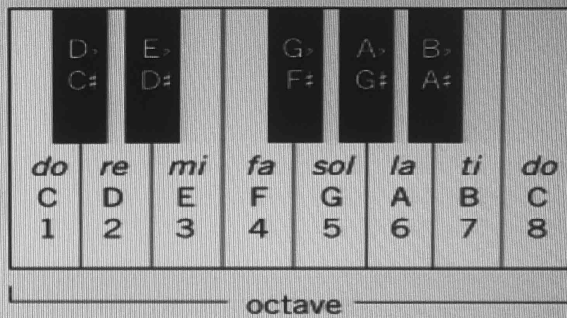 D♭ E♭ G♭ A♭ B♭
C♯ D♯ F♯ G♯ A♯
do re mi fa sol la ti do
C D E F G A B C
1 2 3 4 5 6 7 8
octave